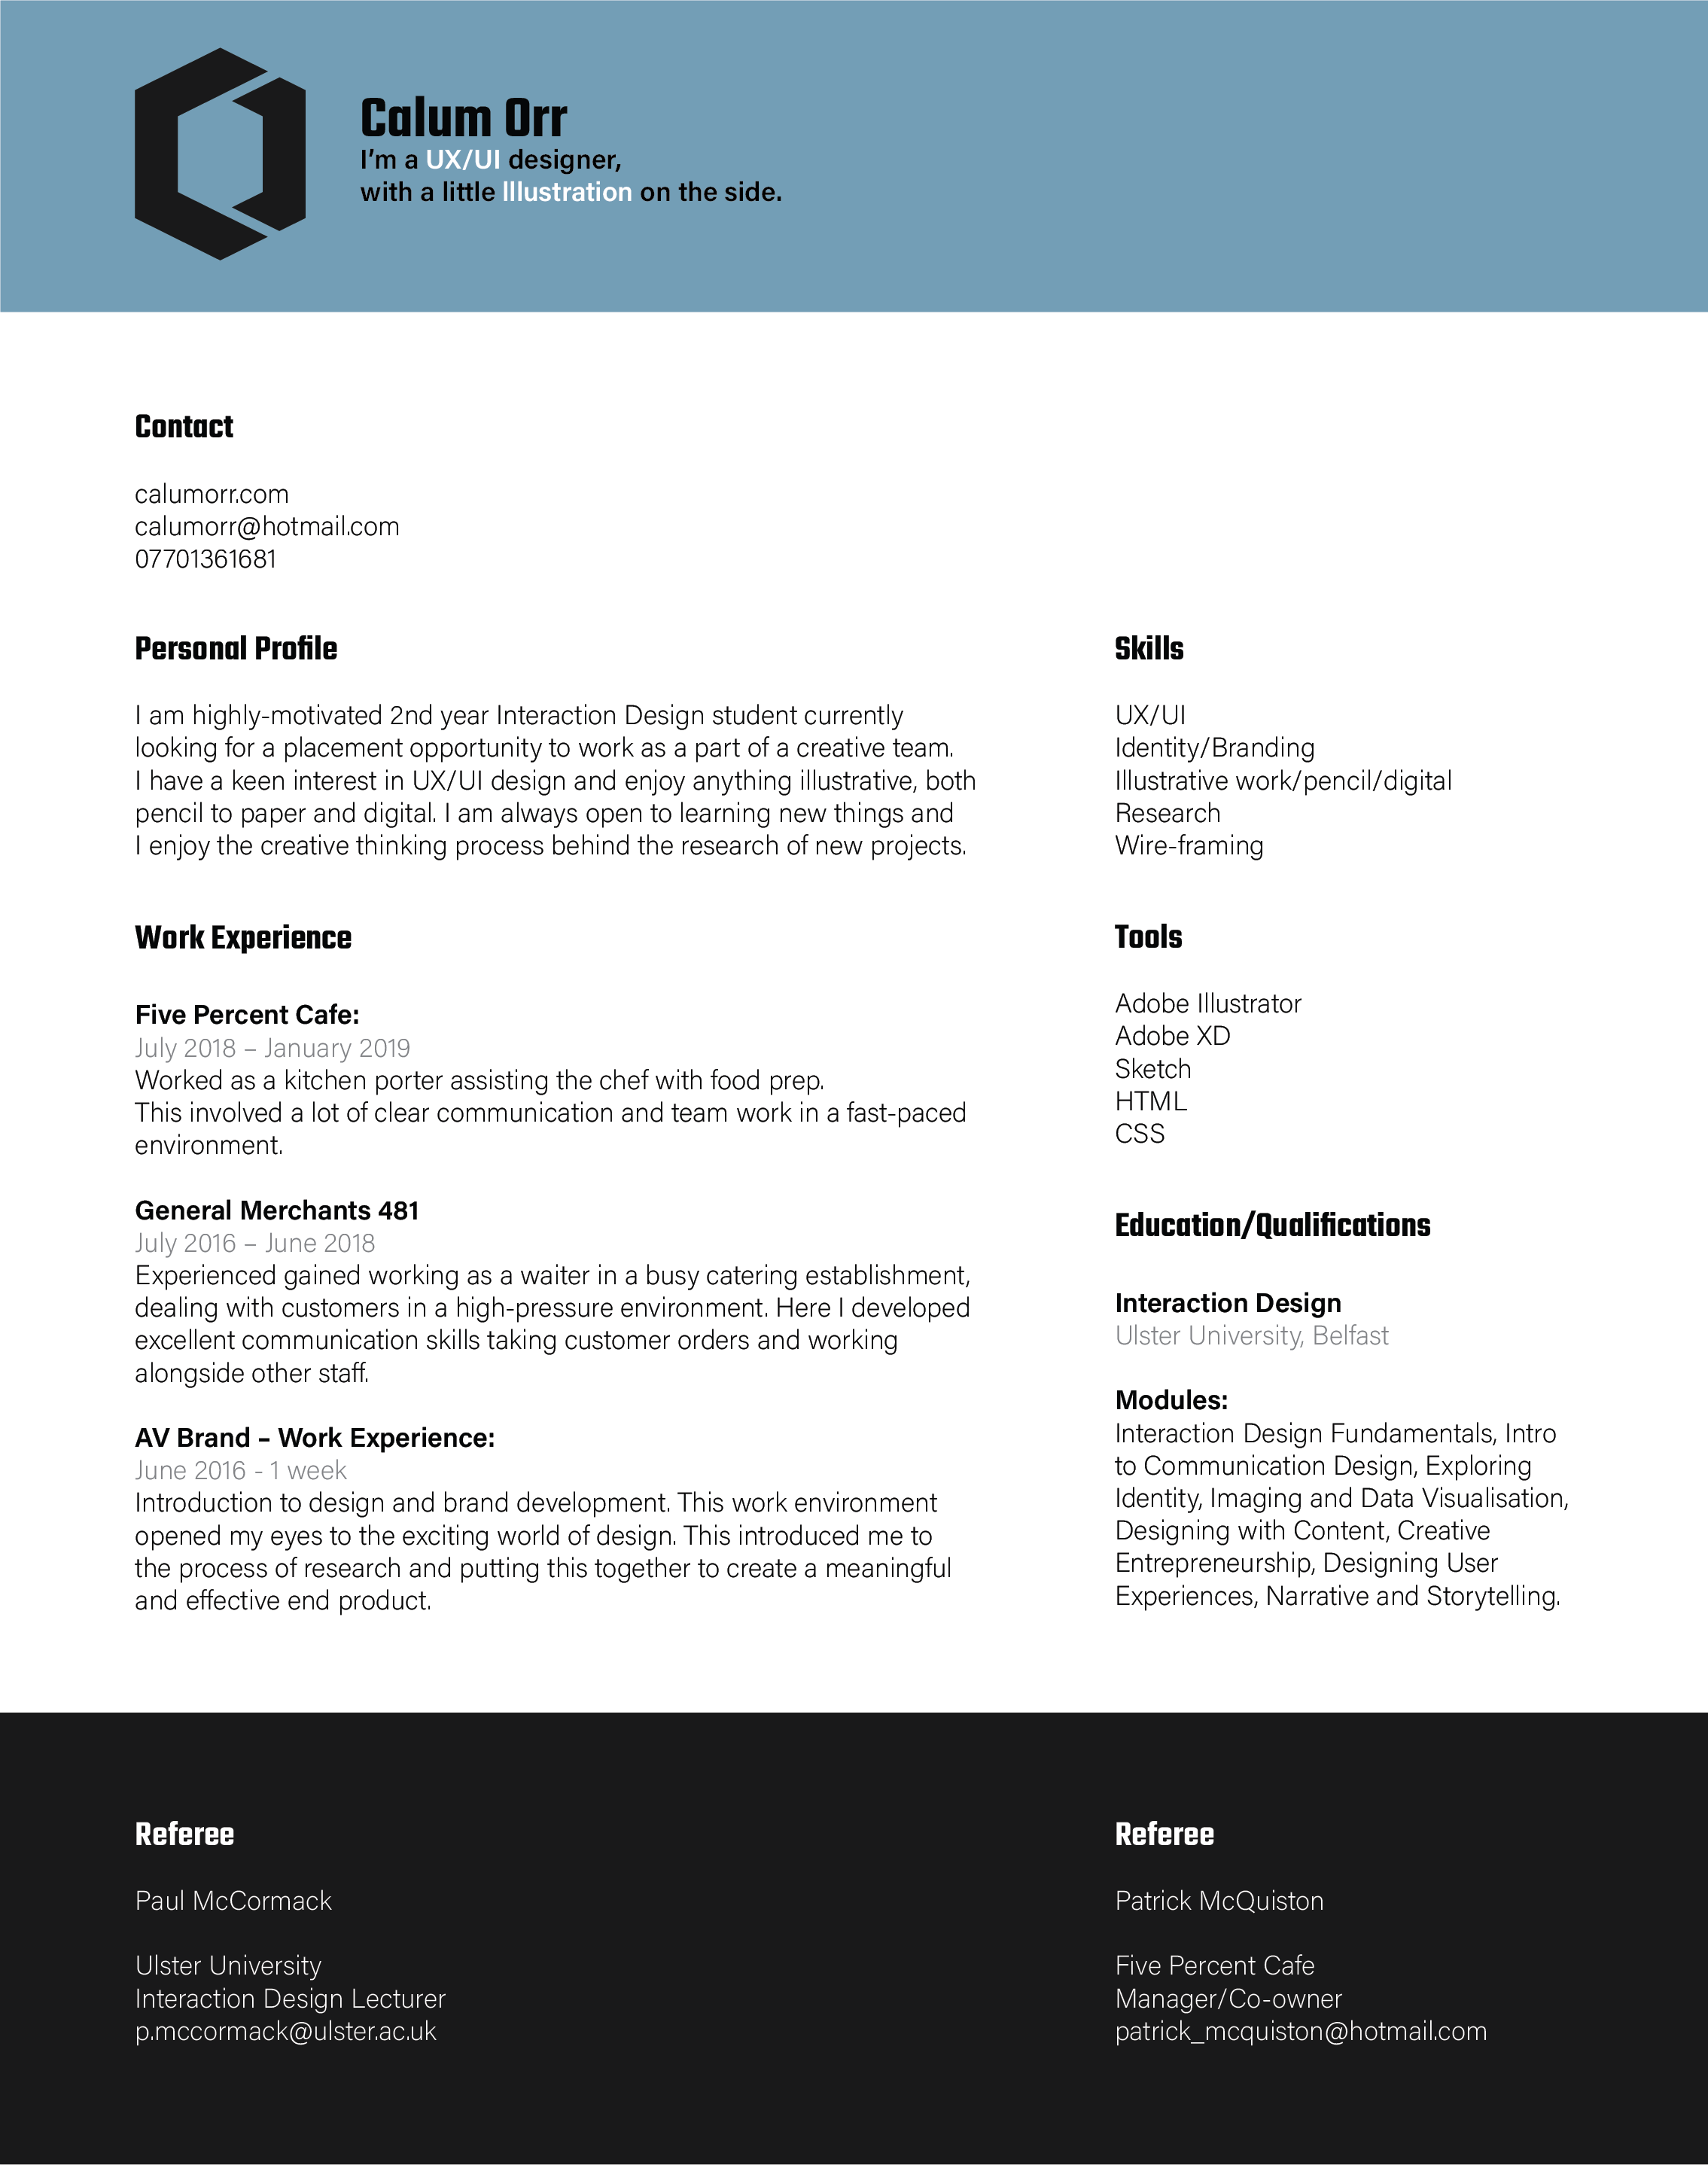 Calum Orr
I’m a UX/UI designer,
with a little Illustration on the side.
Contact
calumorr.com
calumorr@hotmail.com
07701361681
Personal Profile
I am highly-motivated 2nd year Interaction Design student currently
looking for a placement opportunity to work as a part of a creative team.
I have a keen interest in UX/UI design and enjoy anything illustrative, both
pencil to paper and digital. I am always open to learning new things and
I enjoy the creative thinking process behind the research of new projects.
Work Experience
Five Percent Cafe:
July 2018 – January 2019
Worked as a kitchen porter assisting the chef with food prep.
This involved a lot of clear communication and team work in a fast-paced
environment.
General Merchants 481
July 2016 – June 2018
Experienced gained working as a waiter in a busy catering establishment,
dealing with customers in a high-pressure environment. Here I developed
excellent communication skills taking customer orders and working
alongside other staff.
AV Brand – Work Experience:
June 2016 - 1 week
Introduction to design and brand development. This work environment
opened my eyes to the exciting world of design. This introduced me to
the process of research and putting this together to create a meaningful
and effective end product.
Skills
UX/UI
Identity/Branding
Illustrative work/pencil/digital
Research
Wire-framing
Tools
Adobe Illustrator
Adobe XD
Sketch
HTML
CSS
Education/Qualifications
Interaction Design
Ulster University, Belfast
Modules:
Interaction Design Fundamentals, Intro
to Communication Design, Exploring
Identity, Imaging and Data Visualisation,
Designing with Content, Creative
Entrepreneurship, Designing User
Experiences, Narrative and Storytelling.
Referee
Paul McCormack
Ulster University
Interaction Design Lecturer
p.mccormack@ulster.ac.uk
Referee
Patrick McQuiston
Five Percent Cafe
Manager/Co-owner
patrick_mcquiston@hotmail.com